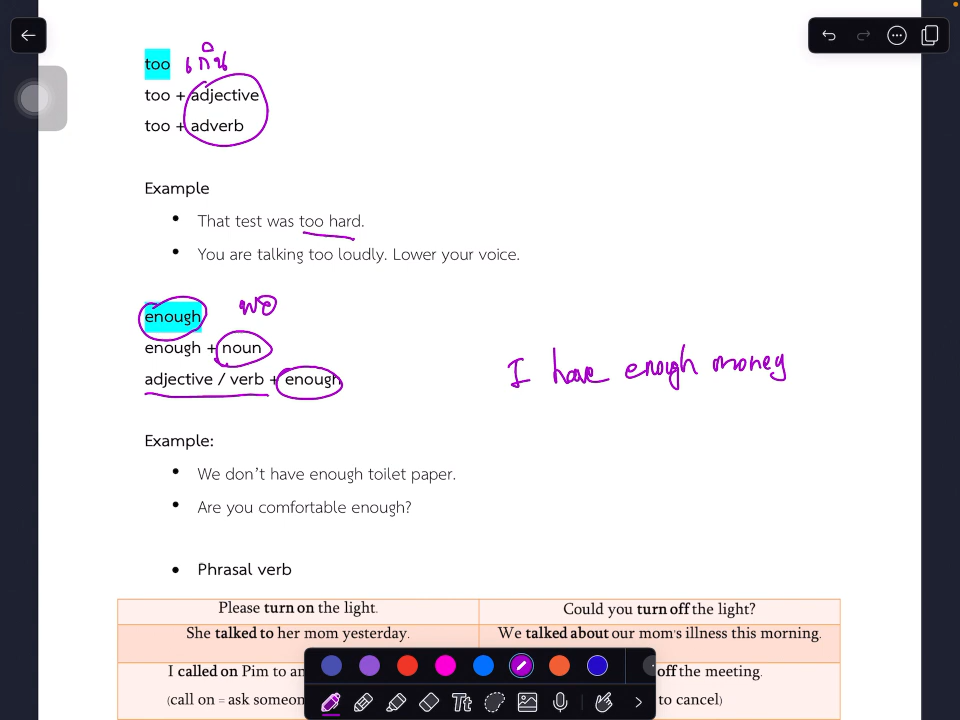 too เกิน
too + adjective
too + adverb
Example
• That test was too hard.
• You are talking too loudly. Lower your voice.
enough พอ
enough + noun
adjective / verb + enough
I have enough money
Example:
• We don't have enough toilet paper.
• Are you comfortable enough?
• Phrasal verb
Please turn on the light.
Could you turn off the light?
She talked to her mom yesterday.
We talked about our mom's illness this morning.
I called on Pim to
off the meeting.
(call on = ask
to cancel)
Tt